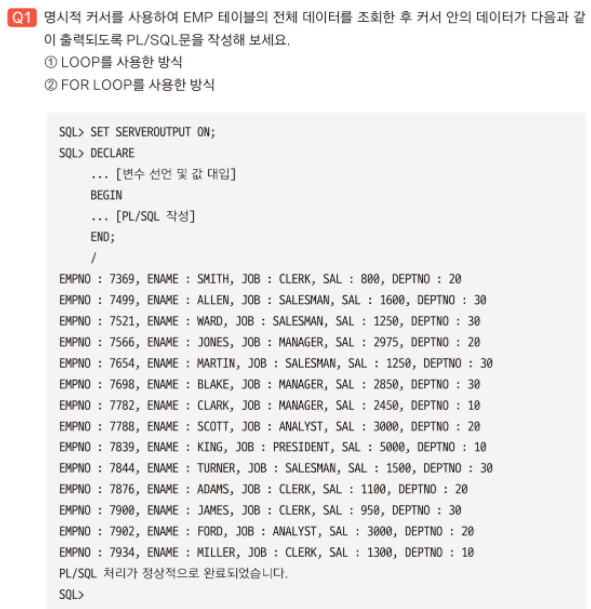 Q1 명시적 커서를 사용하여 EMP 테이블의 전체 데이터를 조회한 후 커서 안의 데이터가 다음과 같
이 출력되도록 PL/SQL문을 작성해 보세요.
① LOOP를 사용한 방식
② FOR LOOP를 사용한 방식
SQL> SET SERVEROUTPUT ON;
SQL> DECLARE
... [변수 선언 및 값 대입]
BEGIN
... [PL/SQL 작성]
END;
/
EMPNO : 7369, ENAME : SMITH, JOB : CLERK, SAL : 800, DEPTNO : 20
EMPNO : 7499, ENAME : ALLEN, JOB : SALESMAN, SAL : 1600, DEPTNO : 30
EMPNO : 7521, ENAME : WARD, JOB : SALESMAN, SAL : 1250, DEPTNO : 30
EMPNO : 7566, ENAME : JONES, JOB : MANAGER, SAL : 2975, DEPTNO : 20
EMPNO : 7654, ENAME : MARTIN, JOB : SALESMAN, SAL : 1250, DEPTNO : 30
EMPNO : 7698, ENAME : BLAKE, JOB : MANAGER, SAL : 2850, DEPTNO : 30
EMPNO : 7782, ENAME : CLARK, JOB : MANAGER, SAL : 2450, DEPTNO : 10
EMPNO : 7788, ENAME : SCOTT, JOB : ANALYST, SAL : 3000, DEPTNO : 20
EMPNO : 7839, ENAME : KING, JOB : PRESIDENT, SAL : 5000, DEPTNO : 10
EMPNO : 7844, ENAME : TURNER, JOB : SALESMAN, SAL : 1500, DEPTNO : 30
EMPNO : 7876, ENAME : ADAMS, JOB : CLERK, SAL : 1100, DEPTNO : 20
EMPNO : 7900, ENAME : JAMES, JOB : CLERK, SAL : 950, DEPTNO : 30
EMPNO : 7902, ENAME : FORD, JOB : ANALYST, SAL : 3000, DEPTNO : 20
EMPNO : 7934, ENAME : MILLER, JOB : CLERK, SAL : 1300, DEPTNO : 10
PL/SQL 처리가 정상적으로 완료되었습니다.
SQL>